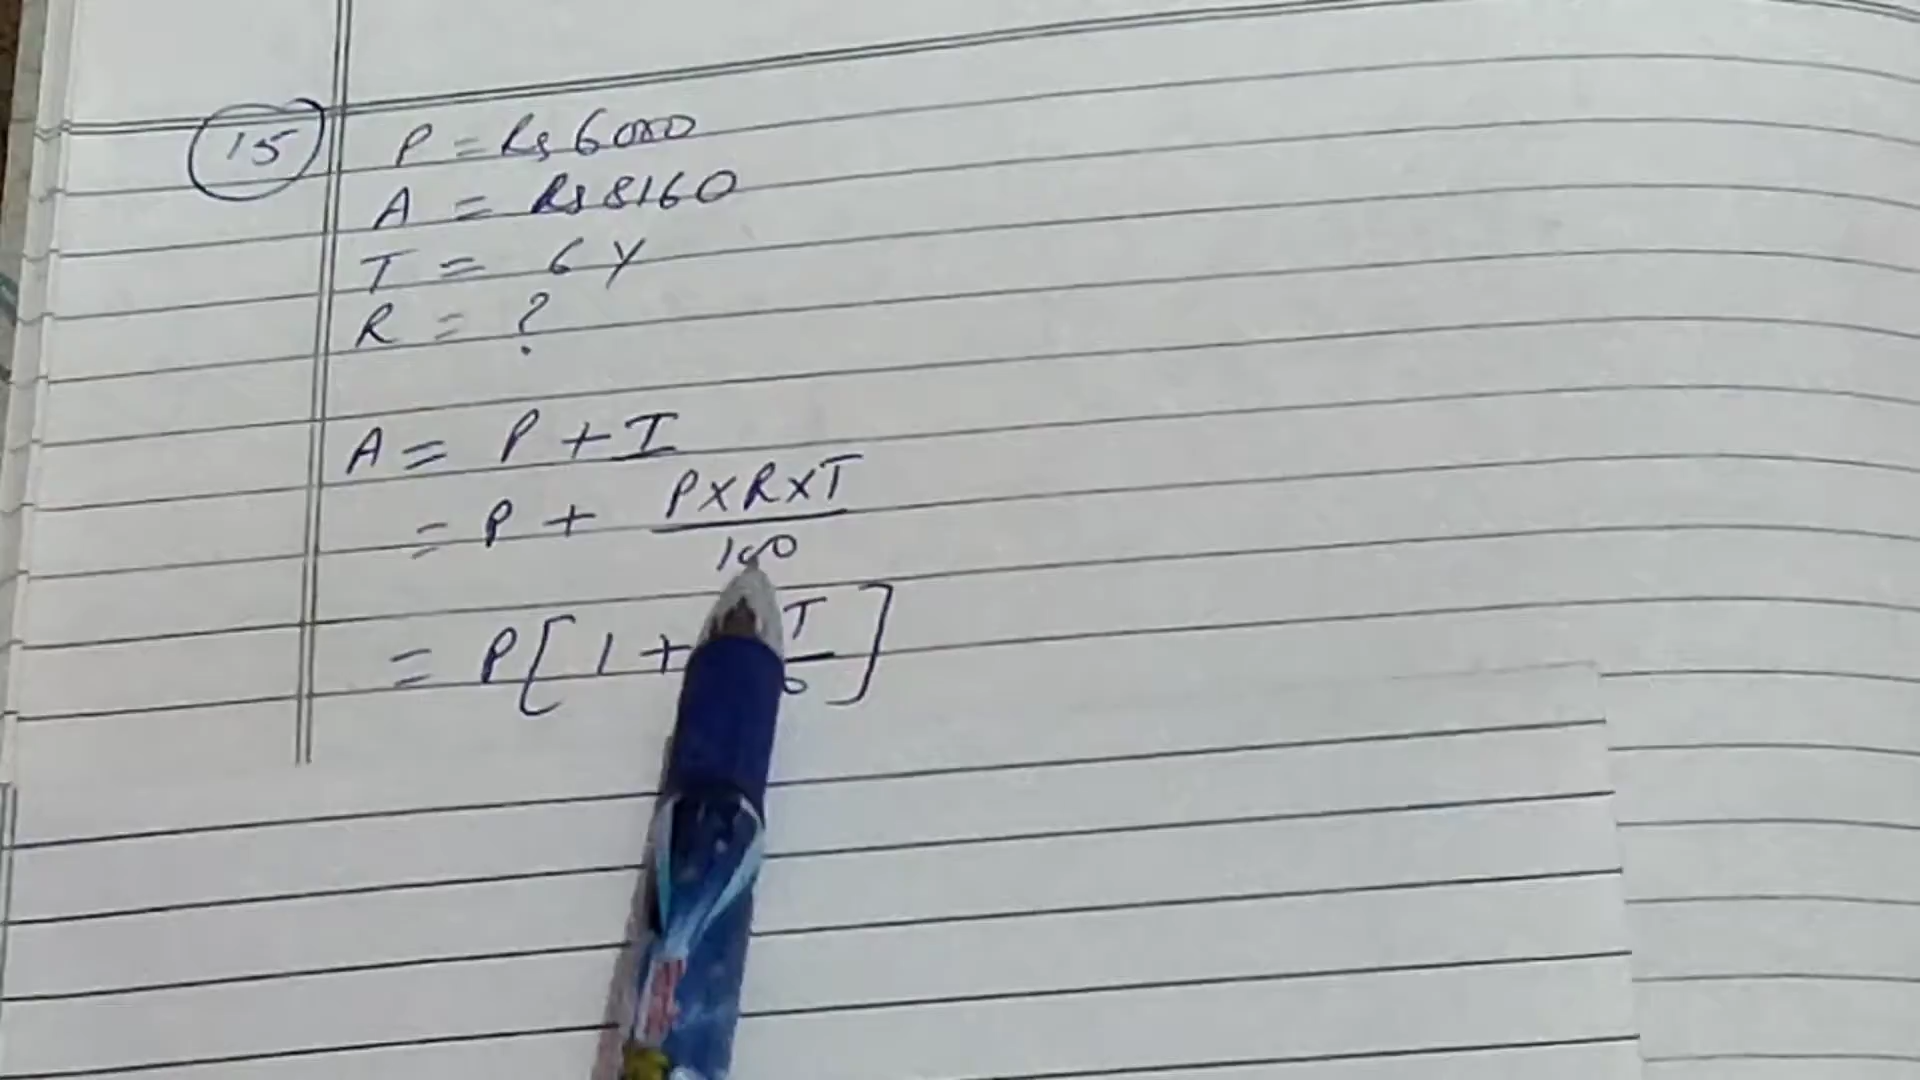 15 P = Rs 6000
A = Rs 8160
T = 6 Y
R = ?
A = P + I
= P + P×R×T/100
= P[1+ T ]